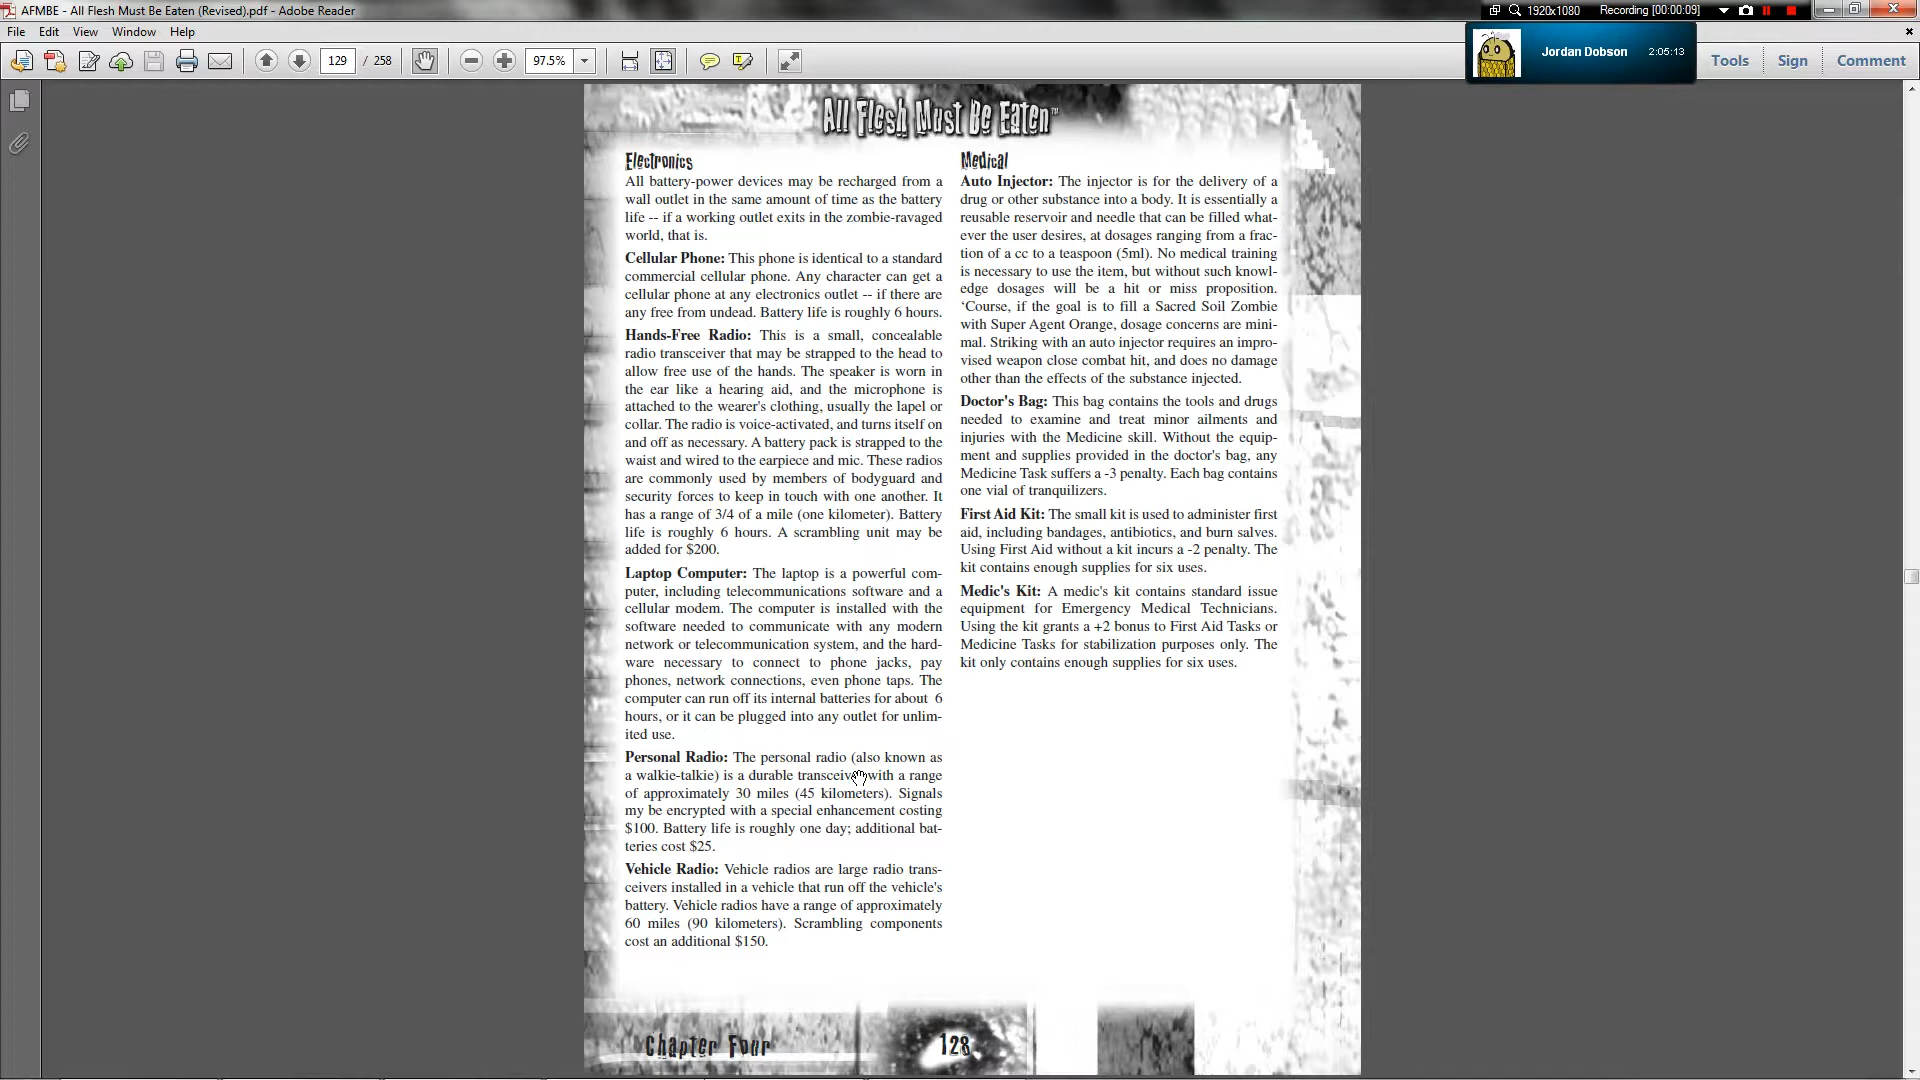 AFMBE - All Flesh Must Be Eaten (Revised).pdf - Adobe Reader
1920x1080
Recording [00:00:09]
File Edit View Window Help
129 / 258
97.5%
Jordan Dobson 2:05:13
Tools Sign Comment
All Flesh Must Be Eaten™
Electronics
All battery-power devices may be recharged from a
wall outlet in the same amount of time as the battery
life -- if a working outlet exits in the zombie-ravaged
world, that is.
Cellular Phone: This phone is identical to a standard
commercial cellular phone. Any character can get a
cellular phone at any electronics outlet -- if there are
any free from undead. Battery life is roughly 6 hours.
Hands-Free Radio: This is a small, concealable
radio transceiver that may be strapped to the head to
allow free use of the hands. The speaker is worn in
the ear like a hearing aid, and the microphone is
attached to the wearer's clothing, usually the lapel or
collar. The radio is voice-activated, and turns itself on
and off as necessary. A battery pack is strapped to the
waist and wired to the earpiece and mic. These radios
are commonly used by members of bodyguard and
security forces to keep in touch with one another. It
has a range of 3/4 of a mile (one kilometer). Battery
life is roughly 6 hours. A scrambling unit may be
added for $200.
Laptop Computer: The laptop is a powerful com-
puter, including telecommunications software and a
cellular modem. The computer is installed with the
software needed to communicate with any modern
network or telecommunication system, and the hard-
ware necessary to connect to phone jacks, pay
phones, network connections, even phone taps. The
computer can run off its internal batteries for about 6
hours, or it can be plugged into any outlet for unlim-
ited use.
Personal Radio: The personal radio (also known as
a walkie-talkie) is a durable transceiver with a range
of approximately 30 miles (45 kilometers). Signals
my be encrypted with a special enhancement costing
$100. Battery life is roughly one day; additional bat-
teries cost $25.
Vehicle Radio: Vehicle radios are large radio trans-
ceivers installed in a vehicle that run off the vehicle's
battery. Vehicle radios have a range of approximately
60 miles (90 kilometers). Scrambling components
cost an additional $150.
Medical
Auto Injector: The injector is for the delivery of a
drug or other substance into a body. It is essentially a
reusable reservoir and needle that can be filled what-
ever the user desires, at dosages ranging from a frac-
tion of a cc to a teaspoon (5ml). No medical training
is necessary to use the item, but without such knowl-
edge dosages will be a hit or miss proposition.
‘Course, if the goal is to fill a Sacred Soil Zombie
with Super Agent Orange, dosage concerns are mini-
mal. Striking with an auto injector requires an impro-
vised weapon close combat hit, and does no damage
other than the effects of the substance injected.
Doctor's Bag: This bag contains the tools and drugs
needed to examine and treat minor ailments and
injuries with the Medicine skill. Without the equip-
ment and supplies provided in the doctor's bag, any
Medicine Task suffers a -3 penalty. Each bag contains
one vial of tranquilizers.
First Aid Kit: The small kit is used to administer first
aid, including bandages, antibiotics, and burn salves.
Using First Aid without a kit incurs a -2 penalty. The
kit contains enough supplies for six uses.
Medic's Kit: A medic's kit contains standard issue
equipment for Emergency Medical Technicians.
Using the kit grants a +2 bonus to First Aid Tasks or
Medicine Tasks for stabilization purposes only. The
kit only contains enough supplies for six uses.
Chapter Four
128